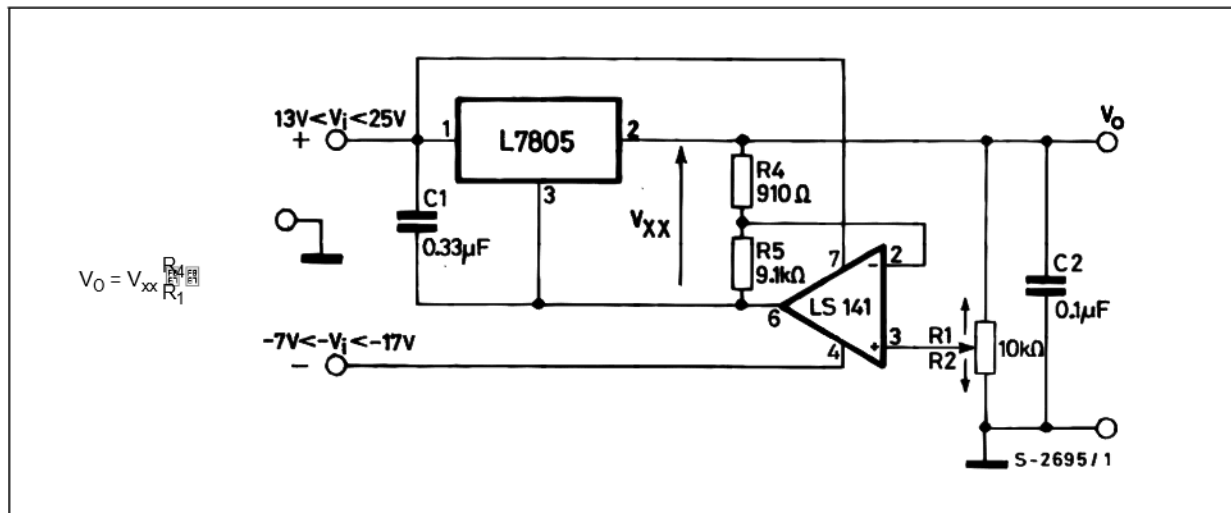 13V<Vi<25V
+
1
L7805
2
3
C1
0.33µF
VXX
R4
910Ω
R5
9.1kΩ
7
2
-
LS 141
6
+
3
4
R1
R2
10kΩ
C2
0.1µF
Vo
VO = Vxx R4
R1
-7V<-Vi<-17V
-
S-2695/1